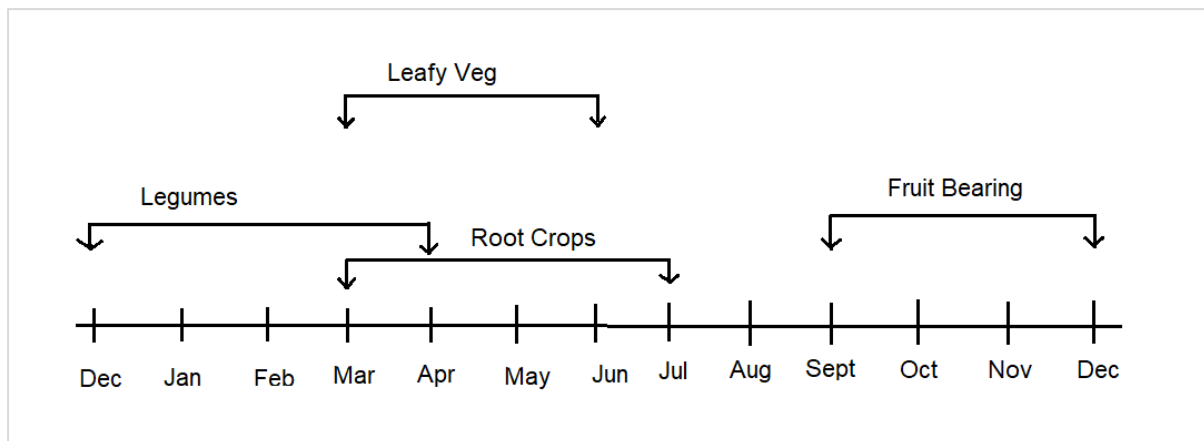 Leafy Veg
Legumes
Fruit Bearing
Root Crops
Dec Jan Feb Mar Apr May Jun Jul Aug Sept Oct Nov Dec